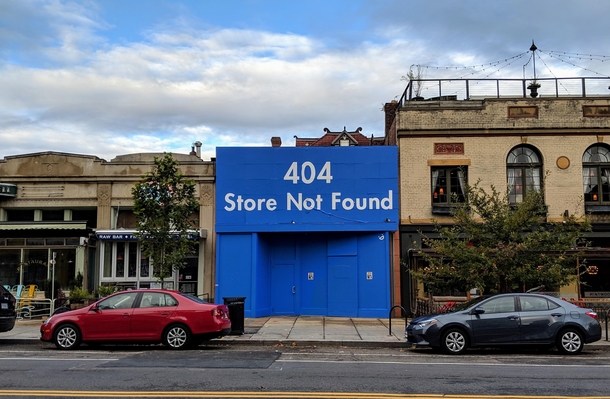 404
Store Not Found
RAW BAR +